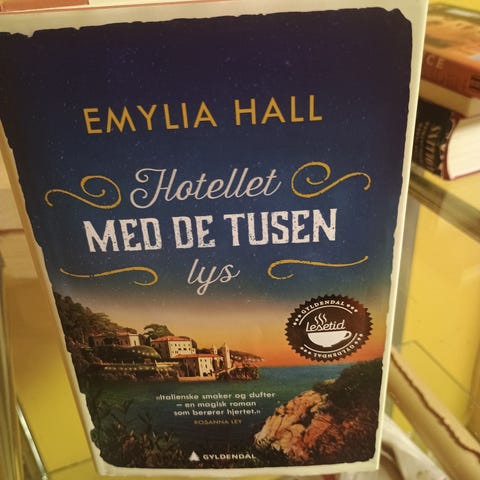 EMYLIA HALL
Hotellet
MED DE TUSEN
lys
GYLDENDAL
lesetid
GYLDENDAL
»Italienske smaker og dufter
– en magisk roman
som berører hjertet.«
ROSANNA LEY
GYLDENDAL